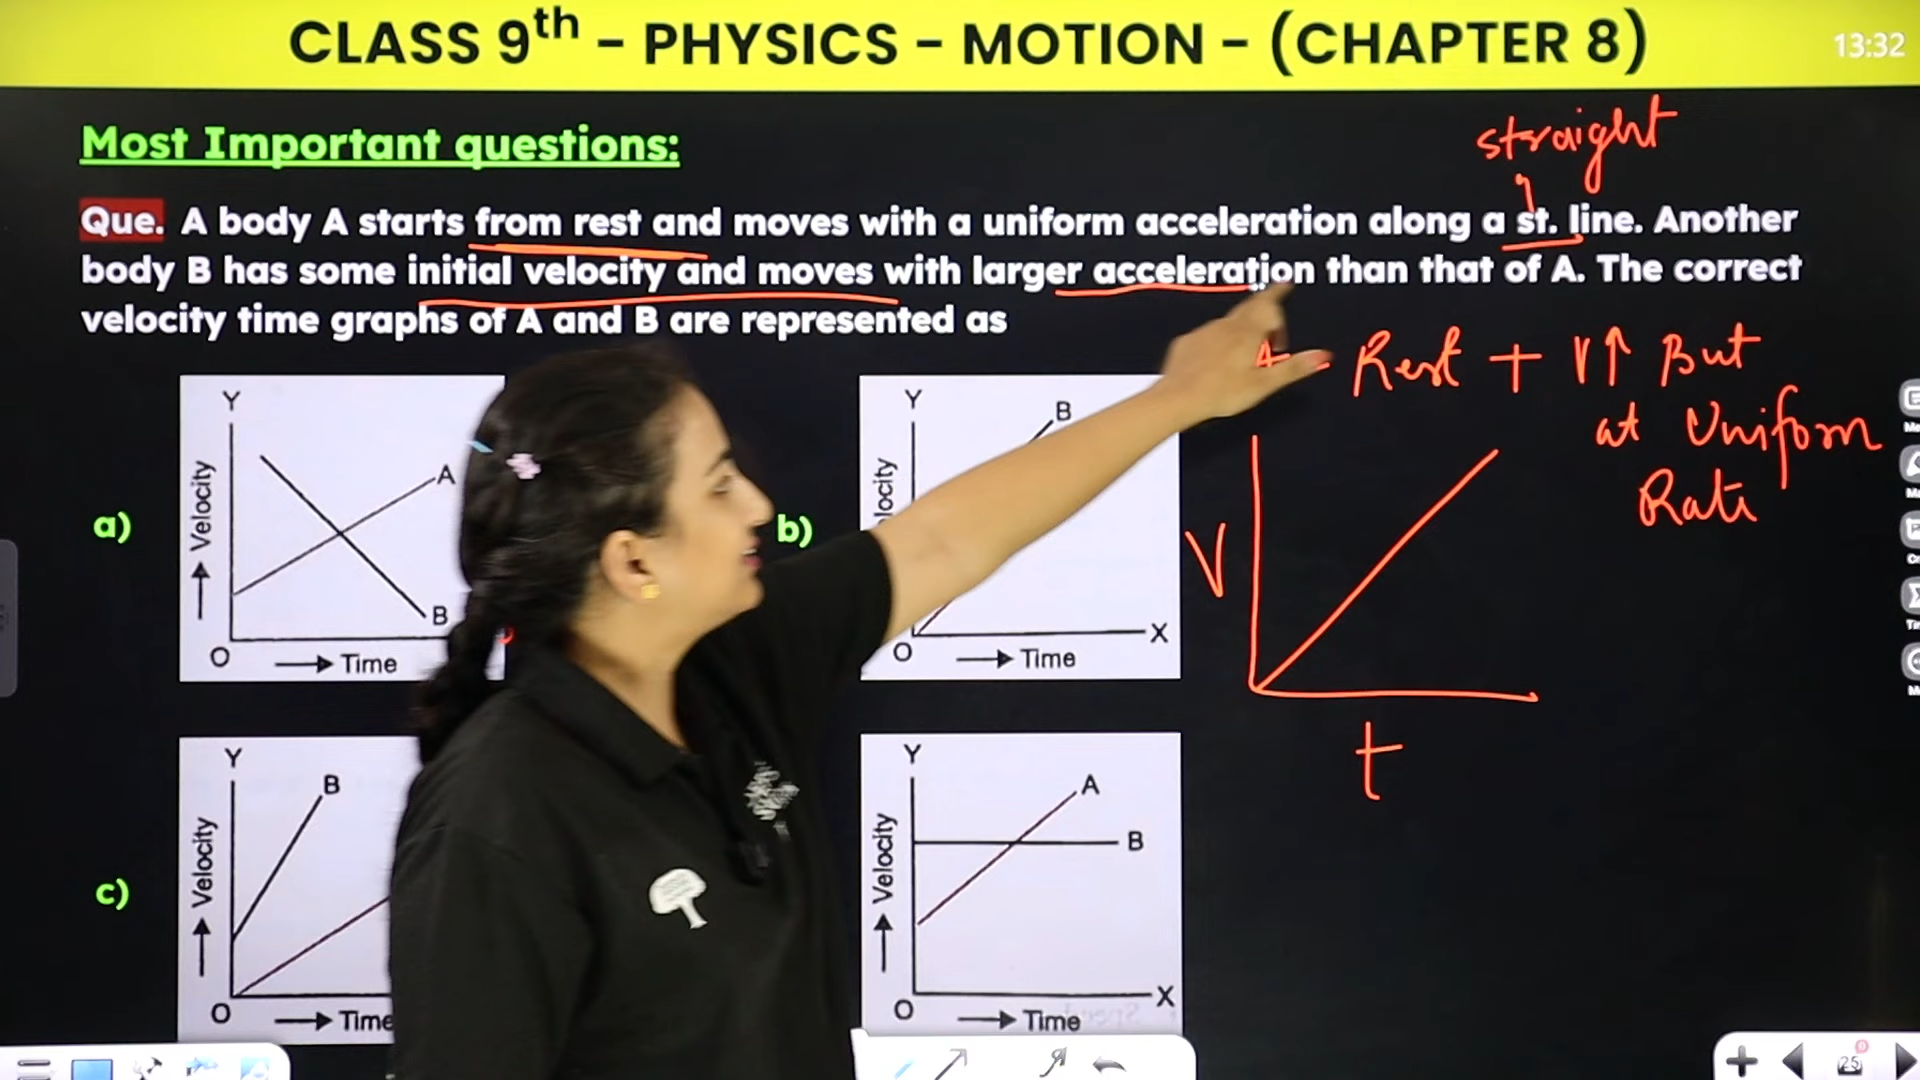 CLASS 9th - PHYSICS - MOTION - (CHAPTER 8)
13:32
Most Important questions:
straight
Que. A body A starts from rest and moves with a uniform acceleration along a st. line. Another
body B has some initial velocity and moves with larger acceleration than that of A. The correct
velocity time graphs of A and B are represented as
A Rest + V↑ But
at Uniform
Rate
a)
Y
Velocity
A
B
O
Time
b)
Y
B
X
O
Time
V
t
c)
Y
B
Velocity
O
Time
Y
A
Velocity
B
X
O
Time
25